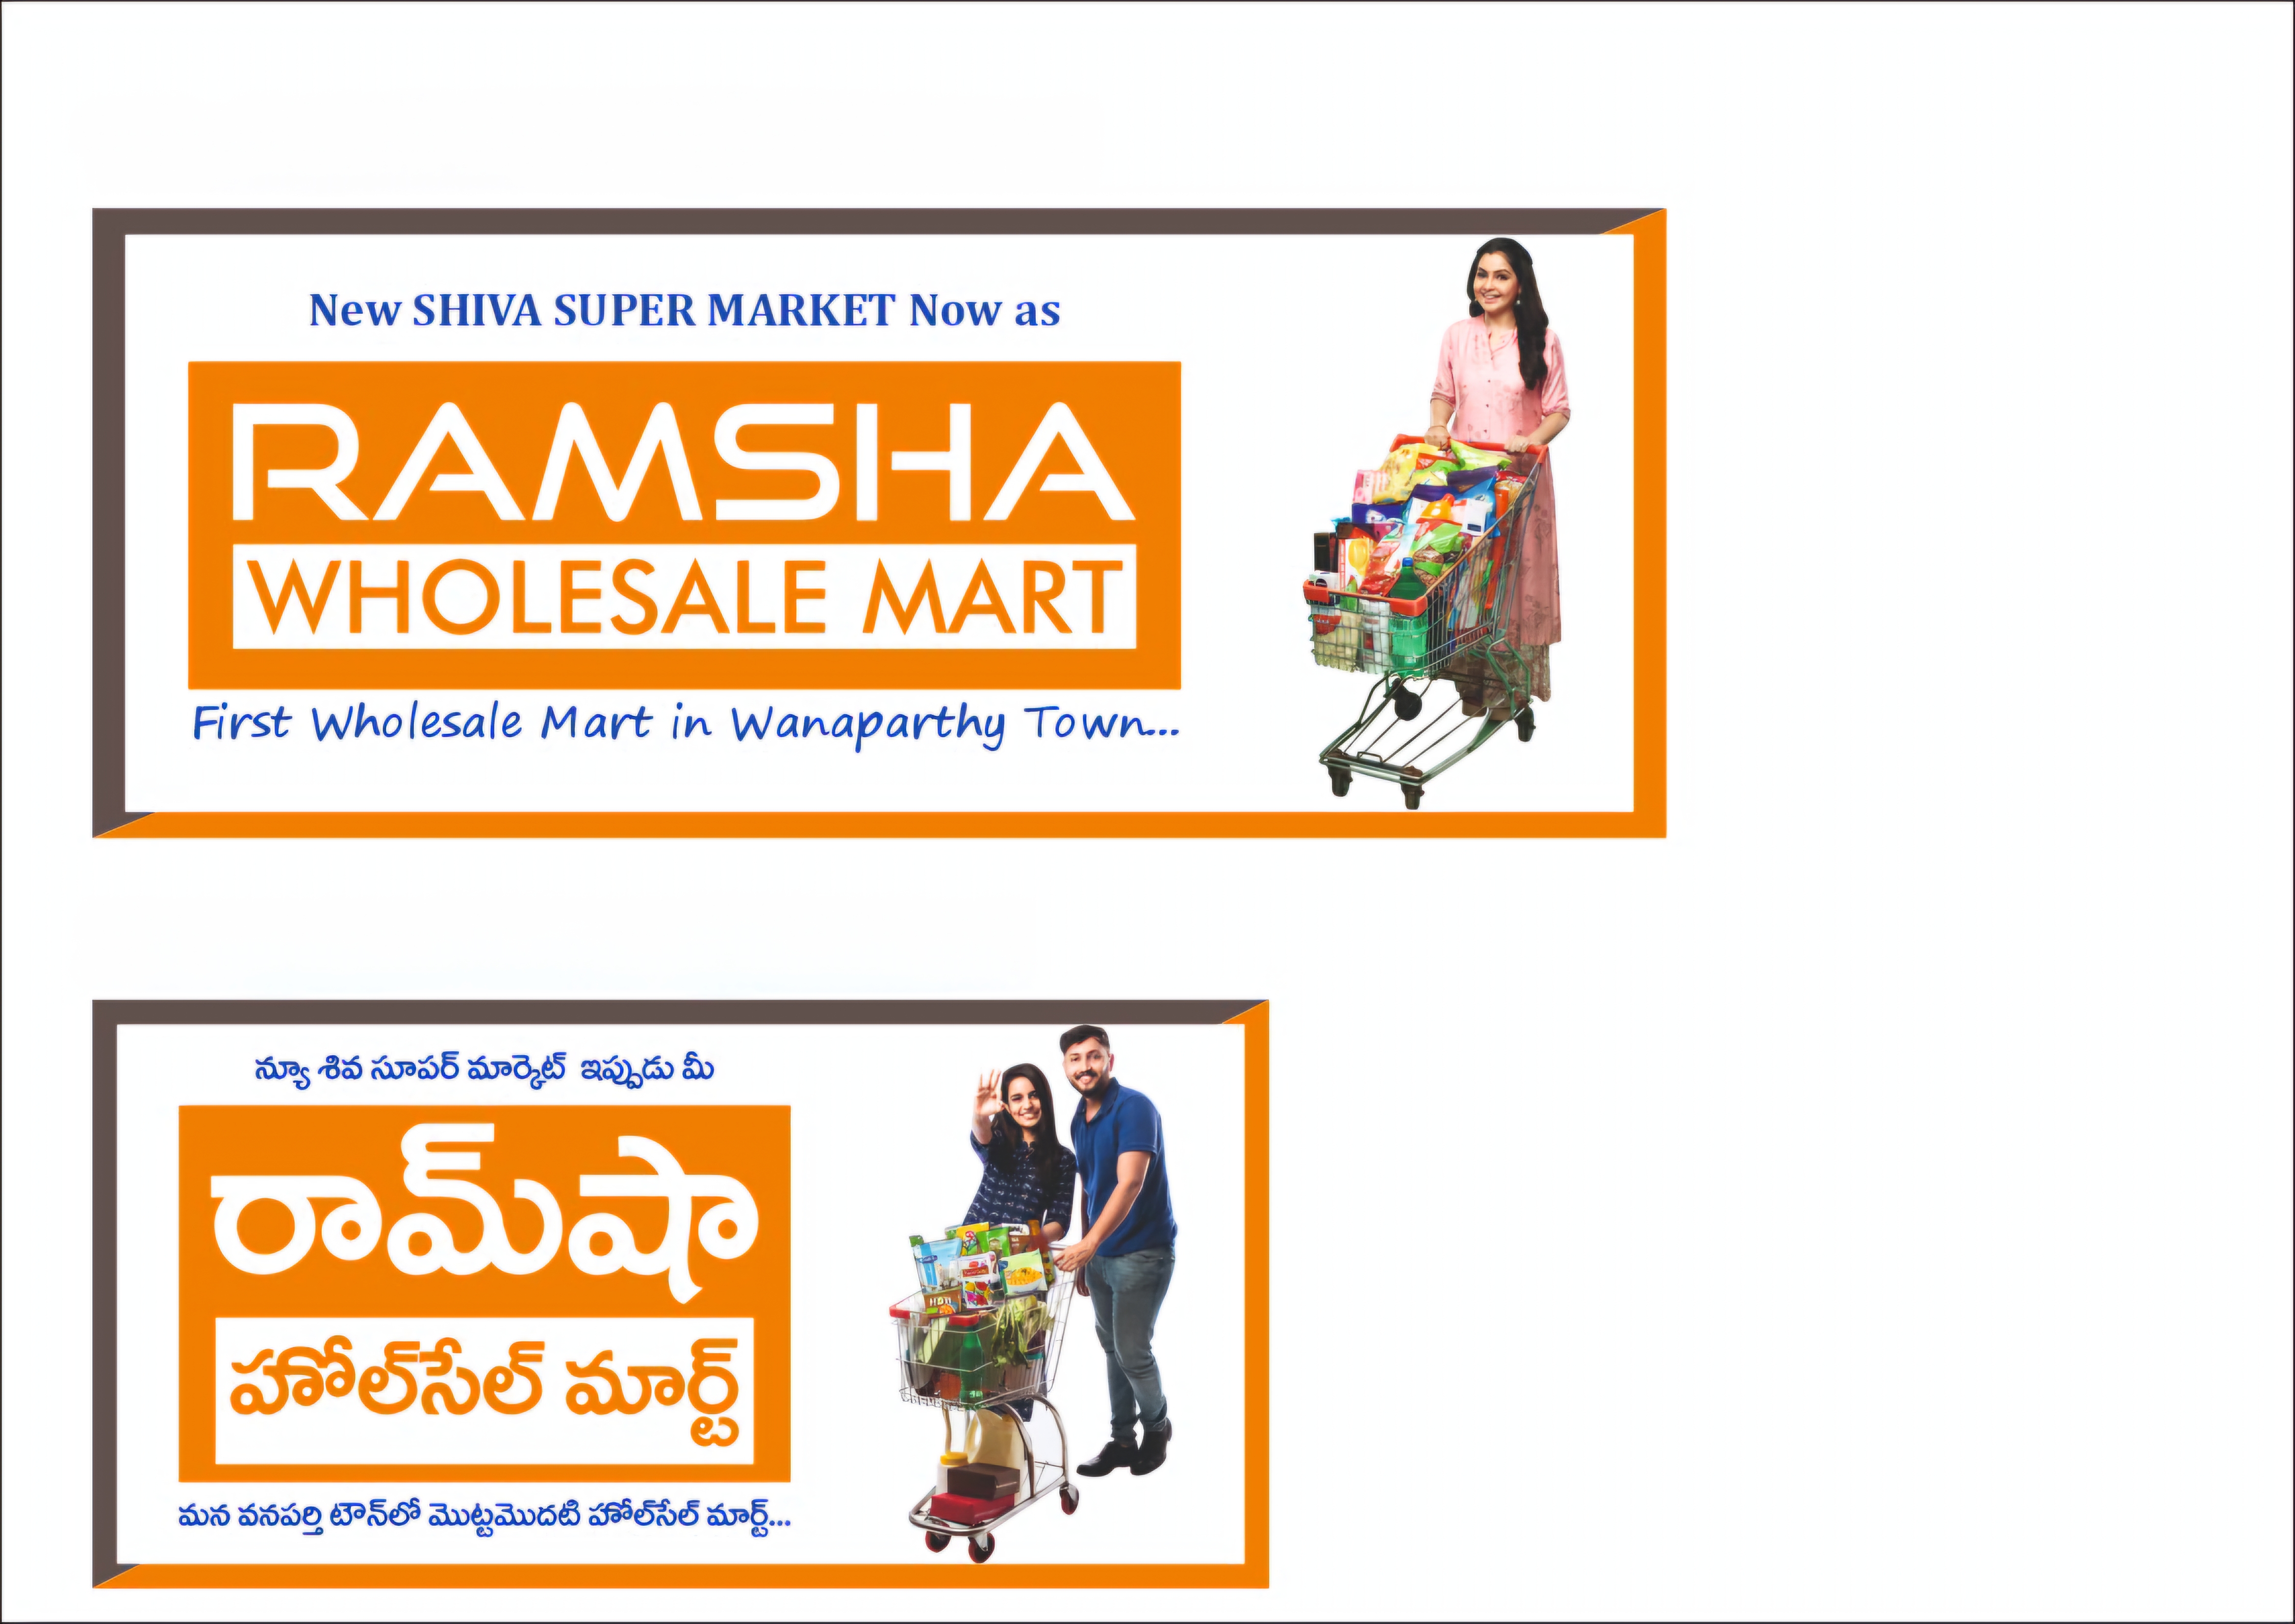 New SHIVA SUPER MARKET Now as
RAMSHA
WHOLESALE MART
First Wholesale Mart in Wanaparthy Town...
న్యూ శివ సూపర్ మార్కెట్ ఇప్పుడు మీ
రామ్‌షా
హోల్‌సేల్ మార్ట్
మన వనపర్తి టౌన్‌లో మొట్టమొదటి హోల్‌సేల్ మార్ట్...